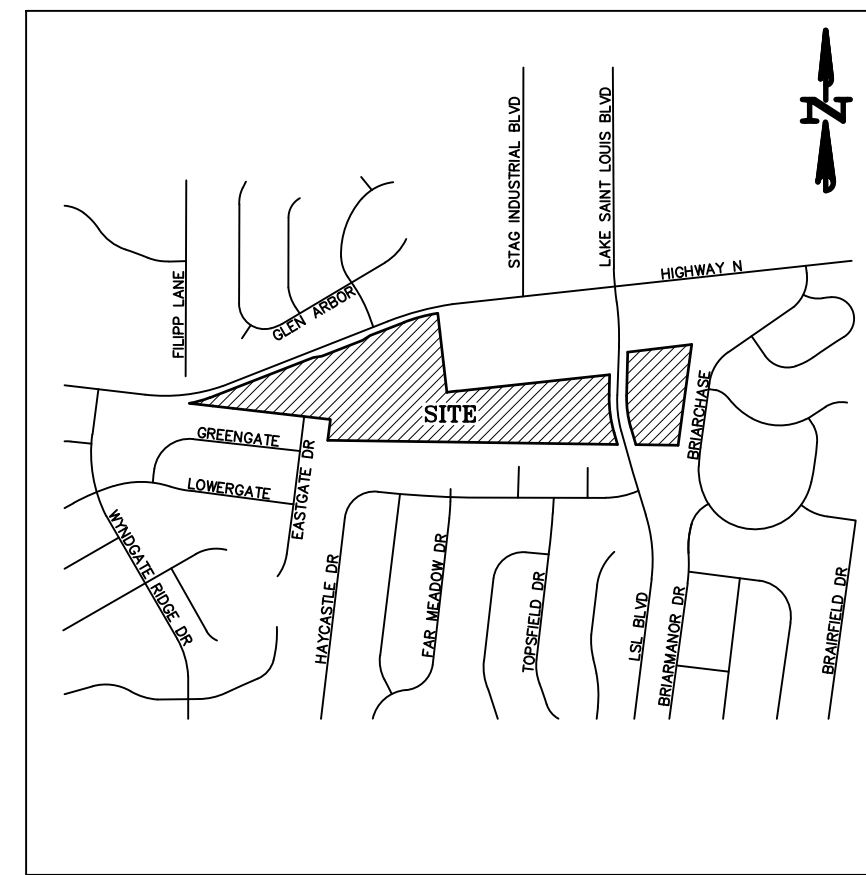 N
STAG INDUSTRIAL BLVD
LAKE SAINT LOUIS BLVD
HIGHWAY N
FILIPP LANE
GLEN ARBOR
SITE
BRIARCHASE
GREENGATE
EASTGATE DR
LOWERGATE
WYNDGATE RIDGE DR
HAYCASTLE DR
FAR MEADOW DR
TOPSFIELD DR
LSL BLVD
BRIARMANOR DR
BRAIRFIELD DR